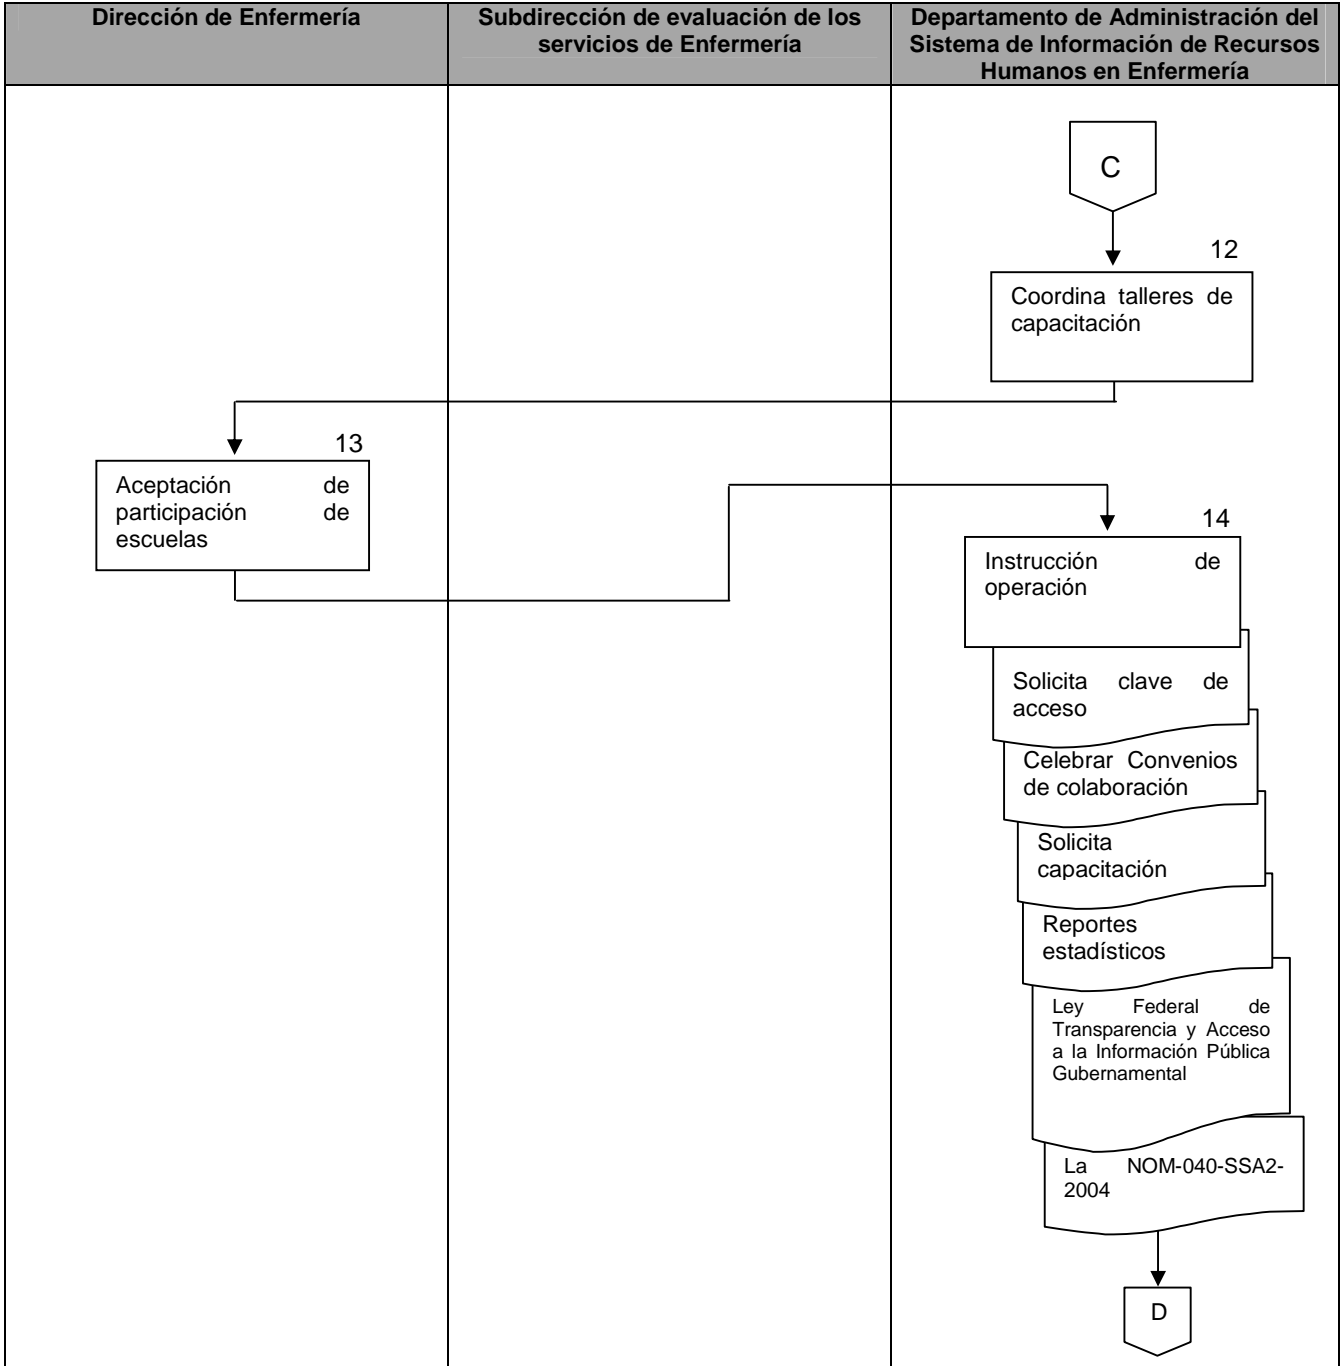 Dirección de Enfermería
Subdirección de evaluación de los
servicios de Enfermería
Departamento de Administración del
Sistema de Información de Recursos
Humanos en Enfermería
C
12
Coordina talleres de
capacitación
13
Aceptación de
participación de
escuelas
14
Instrucción de
operación
Solicita clave de
acceso
Celebrar Convenios
de colaboración
Solicita
capacitación
Reportes
estadísticos
Ley Federal de
Transparencia y Acceso
a la Información Pública
Gubernamental
La NOM-040-SSA2-
2004
D